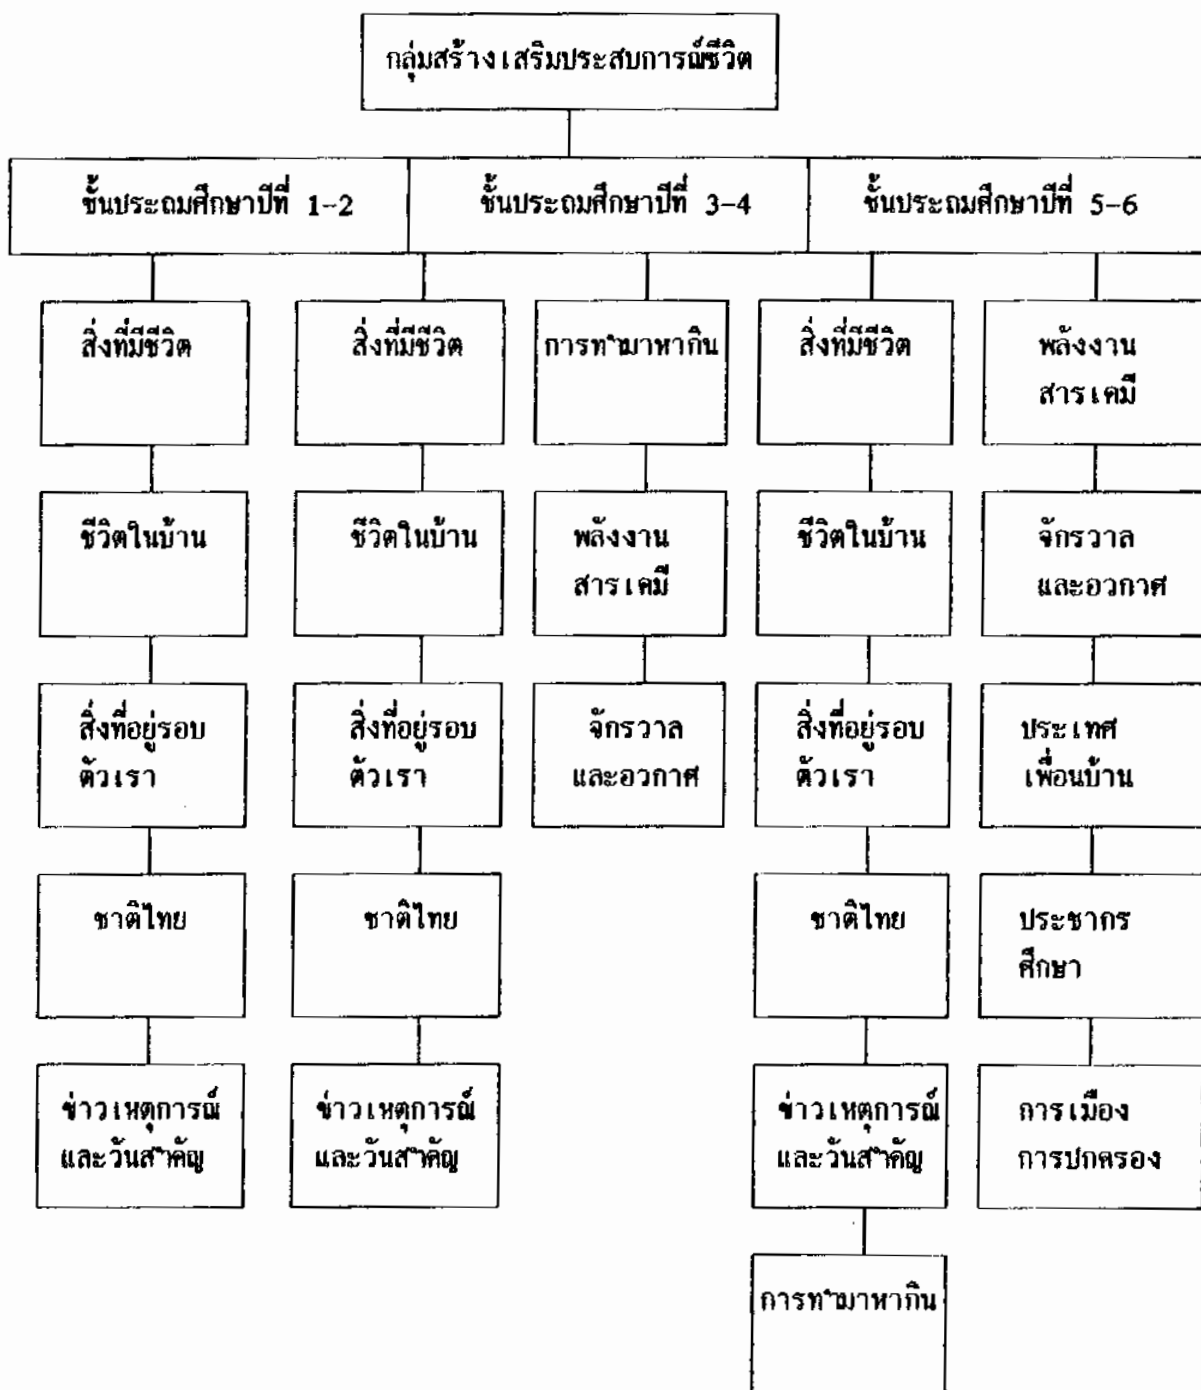 กลุ่มสร้างเสริมประสบการณ์ชีวิต
ชั้นประถมศึกษาปีที่ 1-2
ชั้นประถมศึกษาปีที่ 3-4
ชั้นประถมศึกษาปีที่ 5-6
สิ่งที่มีชีวิต
สิ่งที่มีชีวิต
การทำมาหากิน
สิ่งที่มีชีวิต
พลังงาน
สารเคมี
ชีวิตในบ้าน
ชีวิตในบ้าน
พลังงาน
สารเคมี
ชีวิตในบ้าน
จักรวาล
และอวกาศ
สิ่งที่อยู่รอบ
ตัวเรา
สิ่งที่อยู่รอบ
ตัวเรา
จักรวาล
และอวกาศ
สิ่งที่อยู่รอบ
ตัวเรา
ประเทศ
เพื่อนบ้าน
ชาติไทย
ชาติไทย
ชาติไทย
ประชากร
ศึกษา
ข่าวเหตุการณ์
และวันสำคัญ
ข่าวเหตุการณ์
และวันสำคัญ
ข่าวเหตุการณ์
และวันสำคัญ
การเมือง
การปกครอง
การทำมาหากิน